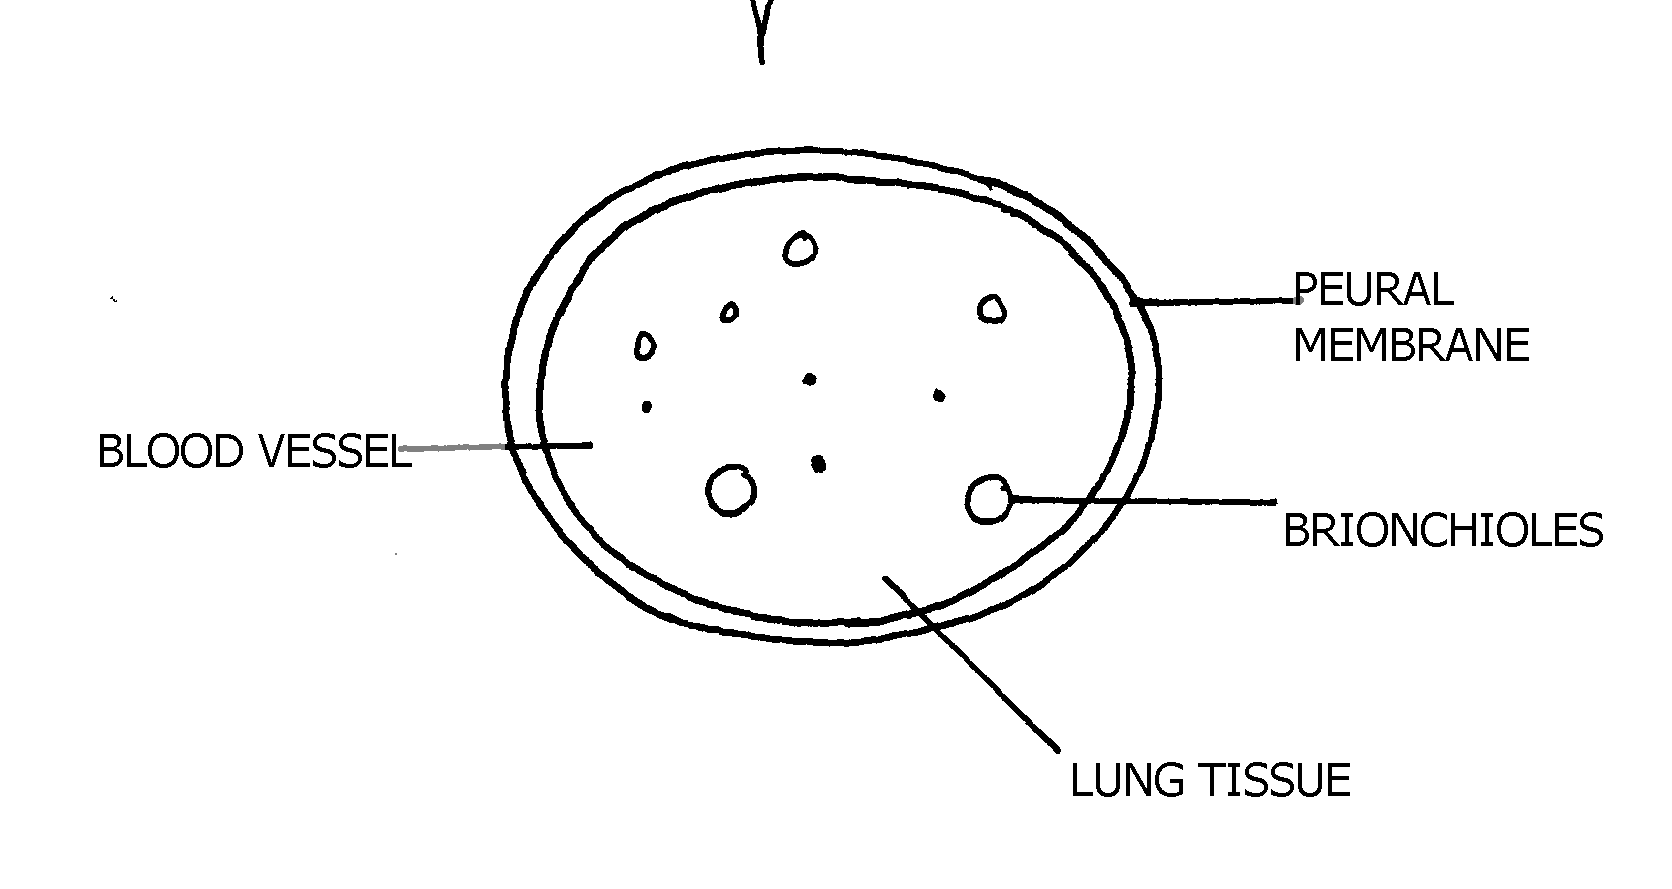 PEURAL
MEMBRANE
BLOOD VESSEL
BRIONCHIOLES
LUNG TISSUE